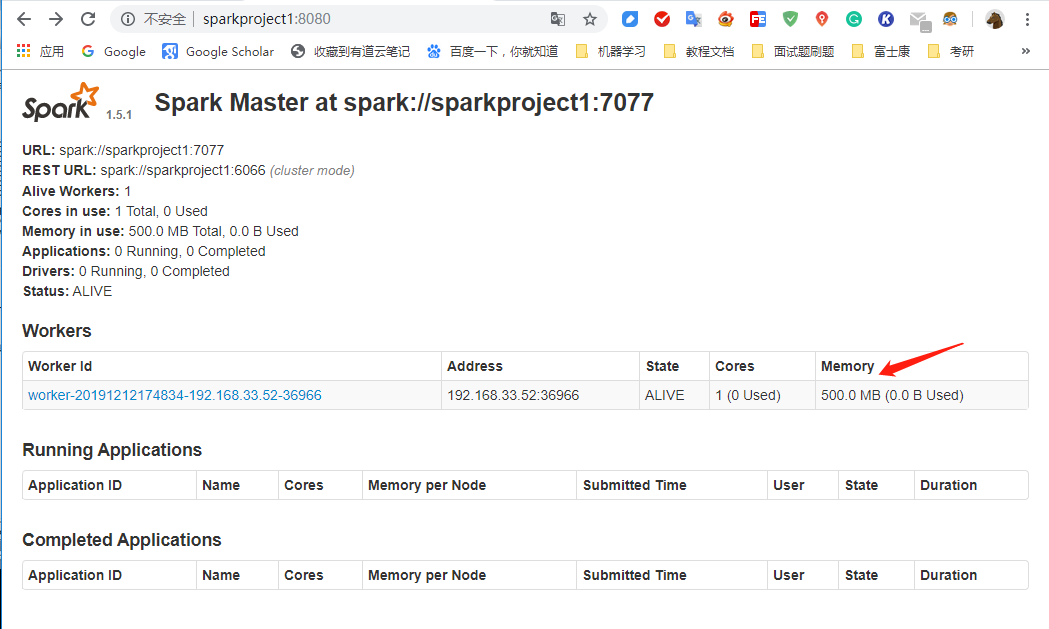 不安全 sparkproject1:8080
应用 Google Google Scholar 收藏到有道云笔记 百度一下，你就知道 机器学习 教程文档 面试题刷题 富士康 考研 »
Spark 1.5.1 Spark Master at spark://sparkproject1:7077
URL: spark://sparkproject1:7077
REST URL: spark://sparkproject1:6066 (cluster mode)
Alive Workers: 1
Cores in use: 1 Total, 0 Used
Memory in use: 500.0 MB Total, 0.0 B Used
Applications: 0 Running, 0 Completed
Drivers: 0 Running, 0 Completed
Status: ALIVE
Workers
Worker Id Address State Cores Memory
worker-20191212174834-192.168.33.52-36966 192.168.33.52:36966 ALIVE 1 (0 Used) 500.0 MB (0.0 B Used)
Running Applications
Application ID Name Cores Memory per Node Submitted Time User State Duration
Completed Applications
Application ID Name Cores Memory per Node Submitted Time User State Duration